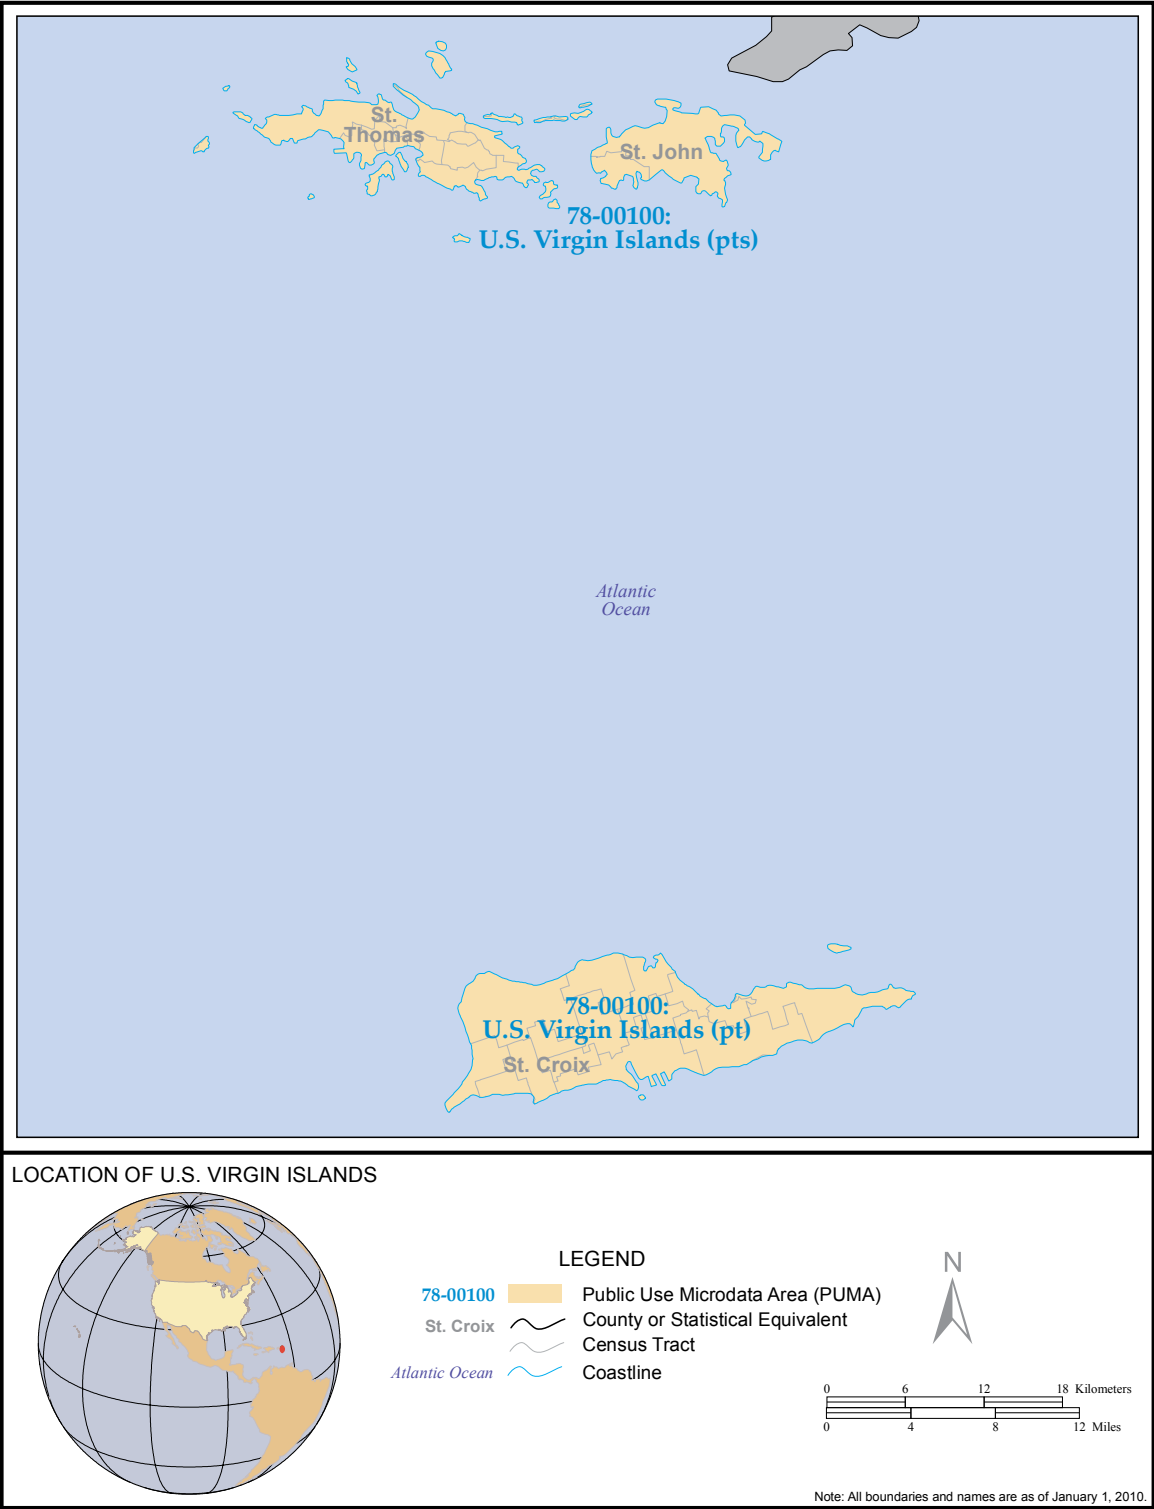 St.
Thomas
St. John
78-00100:
U.S. Virgin Islands (pts)
Atlantic
Ocean
78-00100:
U.S. Virgin Islands (pt)
St. Croix
LOCATION OF U.S. VIRGIN ISLANDS
LEGEND
78-00100 Public Use Microdata Area (PUMA)
St. Croix County or Statistical Equivalent
Census Tract
Atlantic Ocean Coastline
N
0 6 12 18 Kilometers
0 4 8 12 Miles
Note: All boundaries and names are as of January 1, 2010.